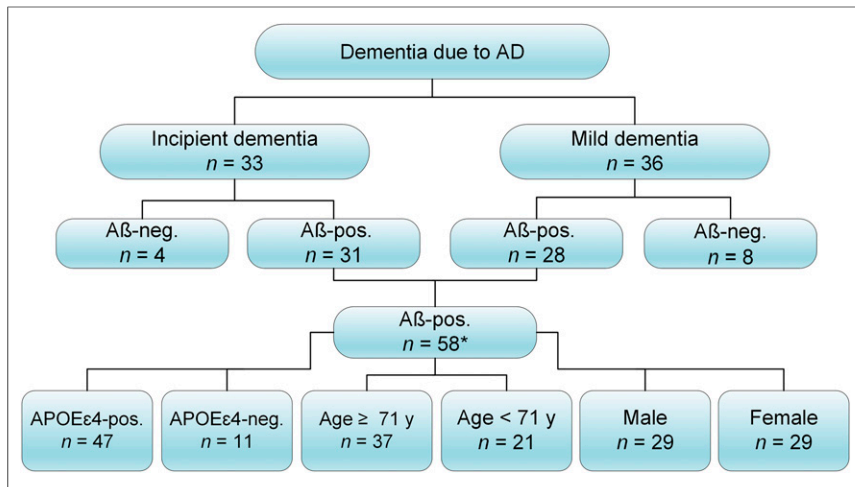 Dementia due to AD
Incipient dementia
n = 33
Mild dementia
n = 36
Aß-neg.
n = 4
Aß-pos.
n = 31
Aß-pos.
n = 28
Aß-neg.
n = 8
Aß-pos.
n = 58*
APOEε4-pos.
n = 47
APOEε4-neg.
n = 11
Age ≥ 71 y
n = 37
Age < 71 y
n = 21
Male
n = 29
Female
n = 29